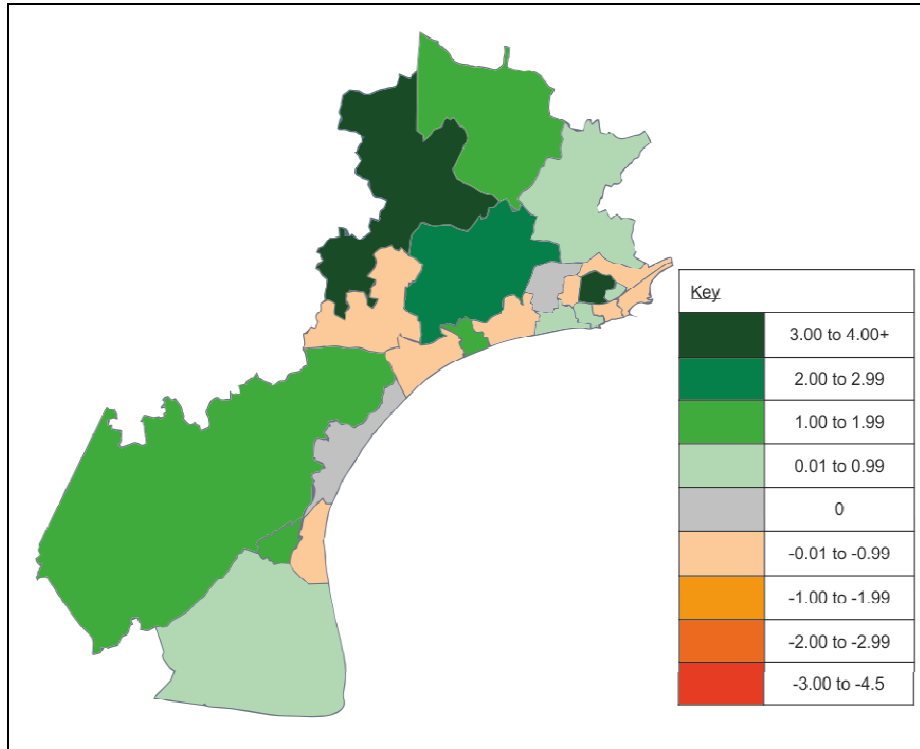 Key
3.00 to 4.00+
2.00 to 2.99
1.00 to 1.99
0.01 to 0.99
0
-0.01 to -0.99
-1.00 to -1.99
-2.00 to -2.99
-3.00 to -4.5